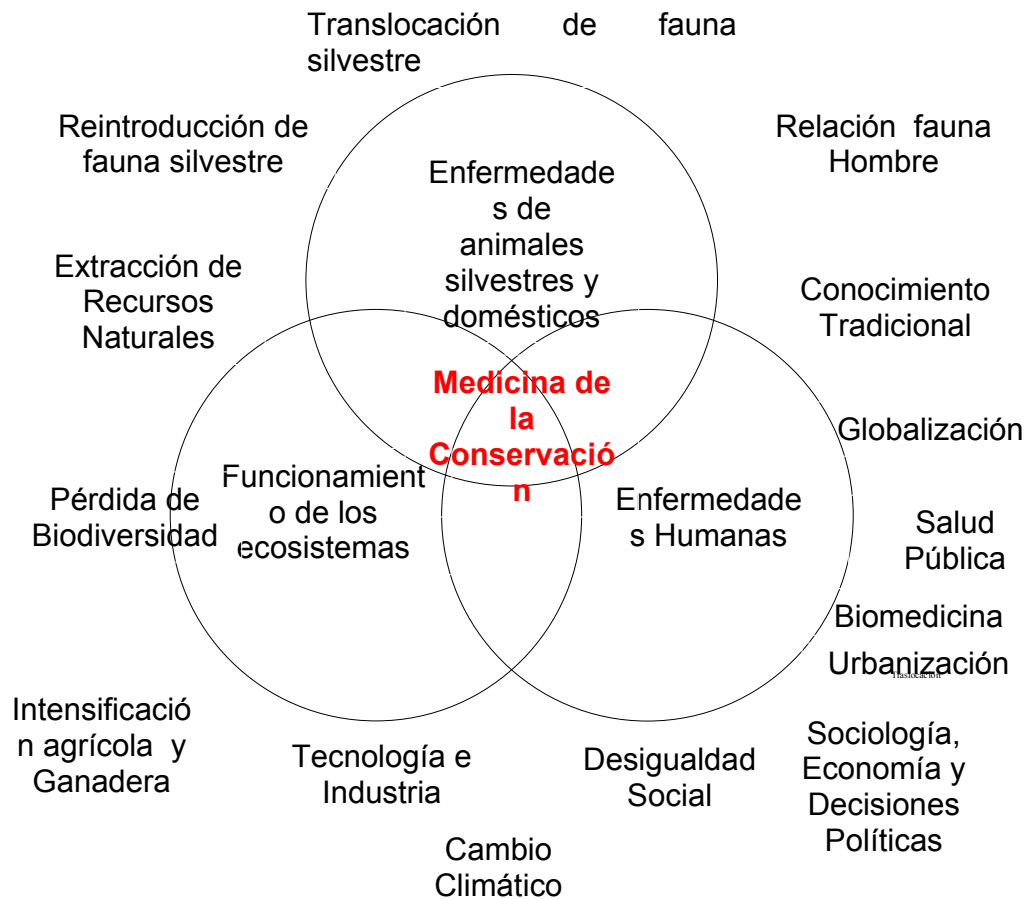 Translocación de fauna
silvestre
Reintroducción de
fauna silvestre
Relación fauna
Hombre
Enfermedade
s de
animales
silvestres y
domésticos
Extracción de
Recursos
Naturales
Conocimiento
Tradicional
Medicina de
la
Conservació
n
Globalización
Funcionamient
o de los
ecosistemas
Pérdida de
Biodiversidad
Enfermedade
s Humanas
Salud
Pública
Biomedicina
Urbanización
Traslocación
Intensificació
n agrícola y
Ganadera
Tecnología e
Industria
Desigualdad
Social
Sociología,
Economía y
Decisiones
Políticas
Cambio
Climático